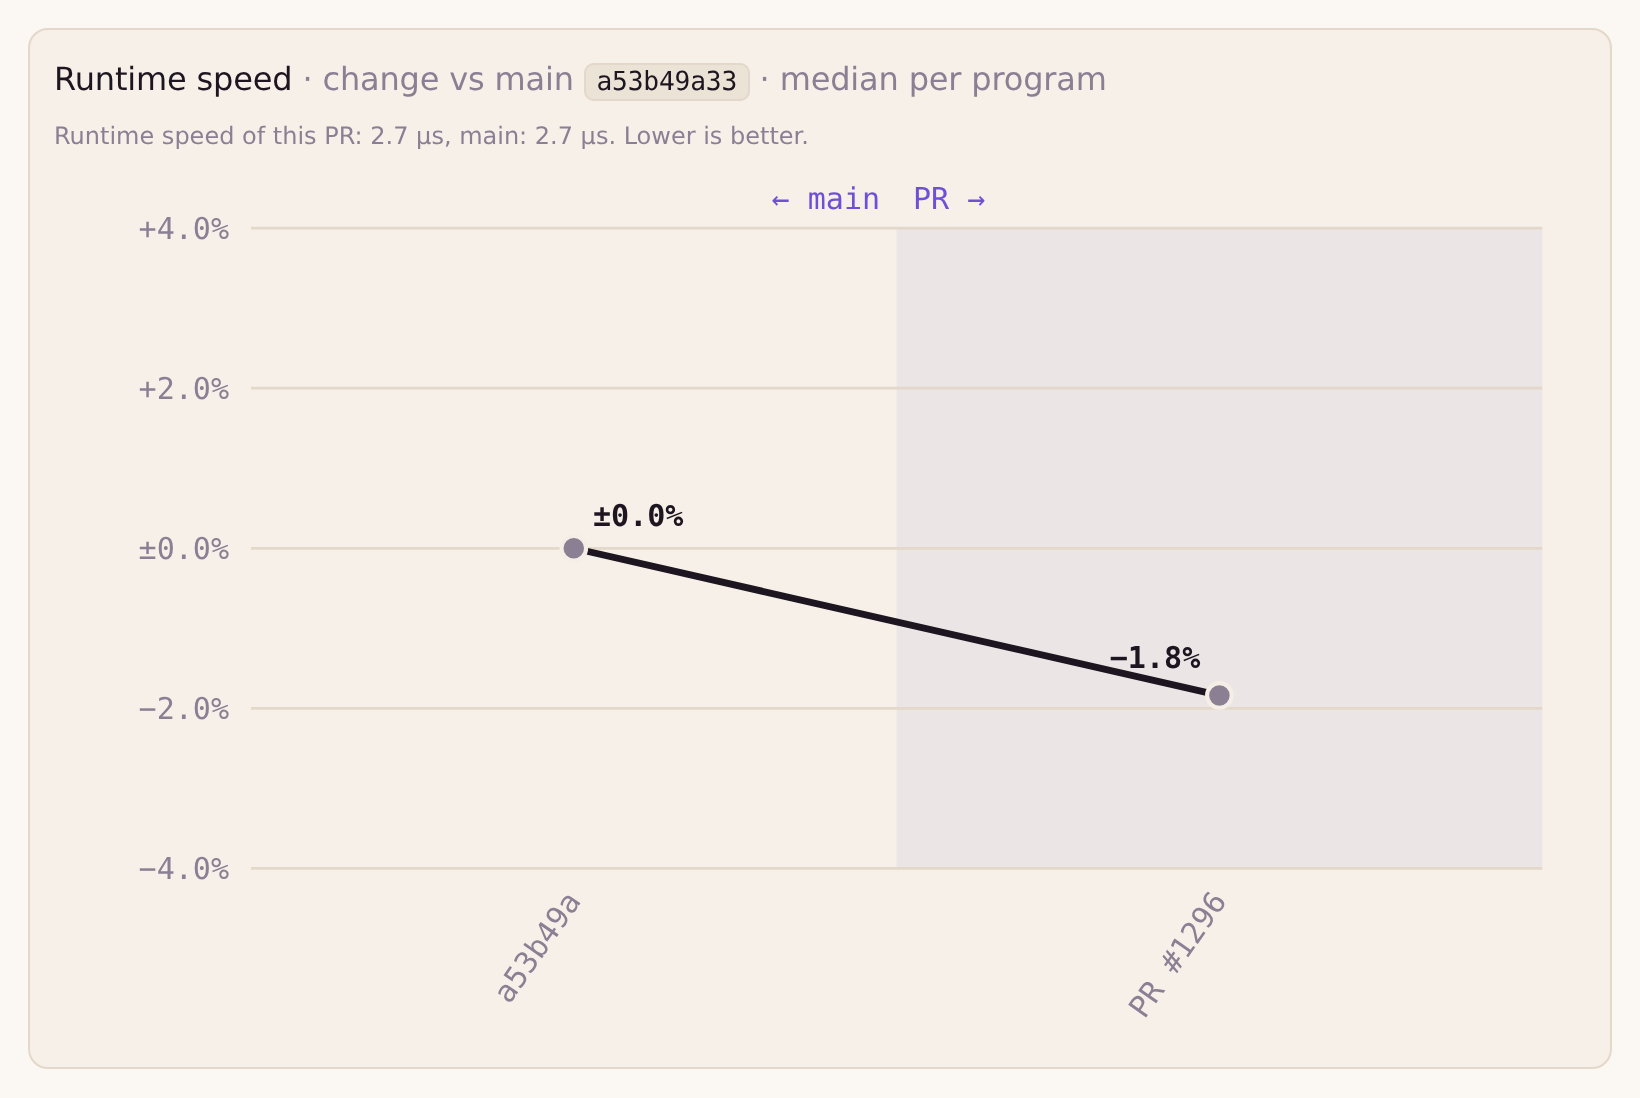 Runtime speed · change vs main a53b49a33 · median per program
Runtime speed of this PR: 2.7 µs, main: 2.7 µs. Lower is better.
← main PR →
+4.0%
+2.0%
±0.0%
−2.0%
−4.0%
±0.0%
−1.8%
a53b49a
PR #1296